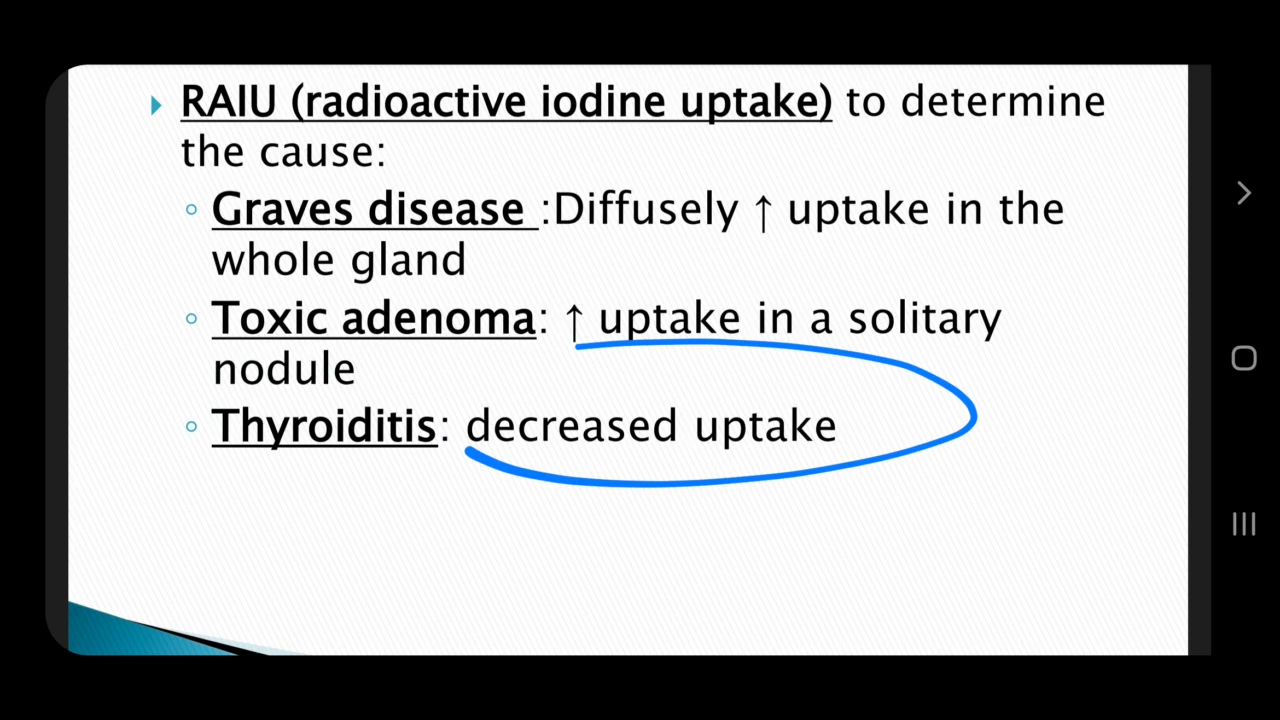 RAIU (radioactive iodine uptake) to determine
the cause:
Graves disease :Diffusely ↑ uptake in the
whole gland
Toxic adenoma: ↑ uptake in a solitary
nodule
Thyroiditis: decreased uptake